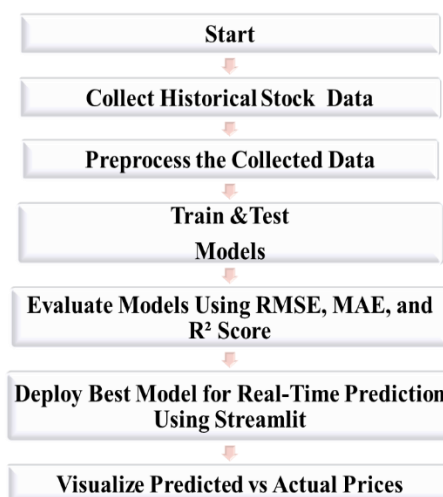 Start
Collect Historical Stock Data
Preprocess the Collected Data
Train &Test
Models
Evaluate Models Using RMSE, MAE, and
R² Score
Deploy Best Model for Real-Time Prediction
Using Streamlit
Visualize Predicted vs Actual Prices